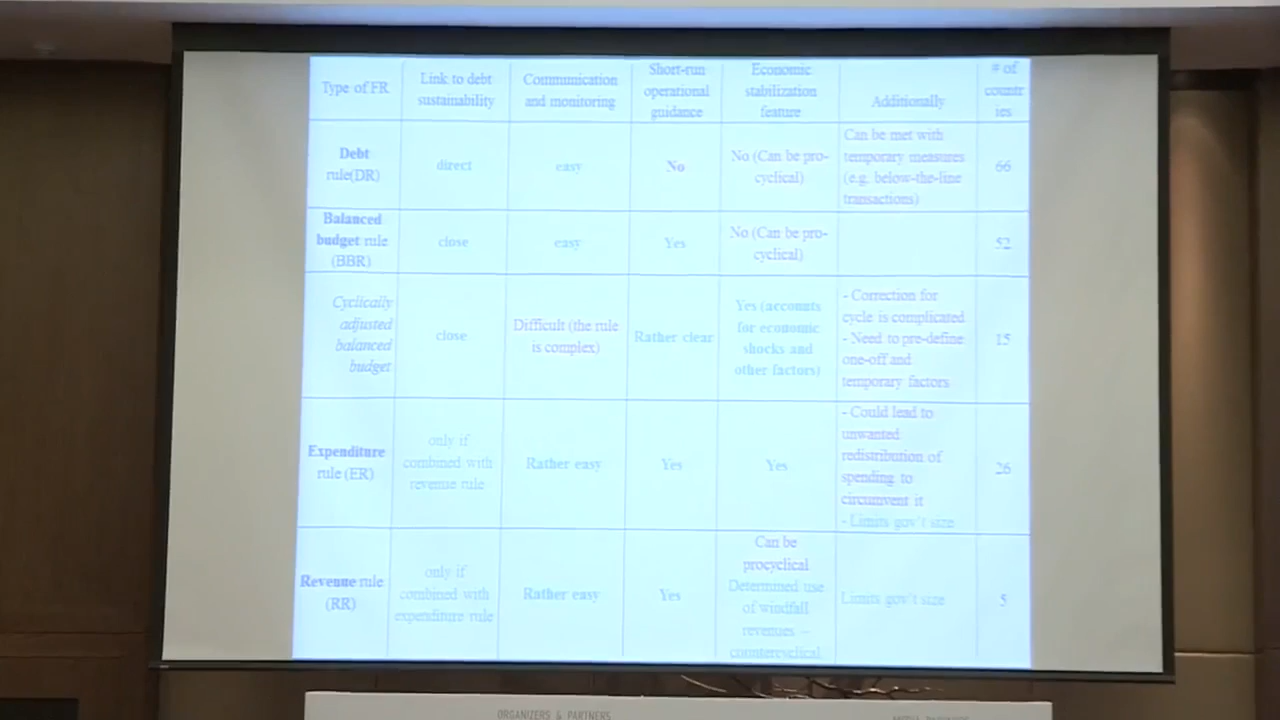 Type of FR
Link to debt
sustainability)
Communication
and monitoring)
Short-run
operational
guidance
Economic
stabilization
feature
Additionally
# of
countr
ies
Debt
rule(DR)
direct
easy
No
No (Can be pro-
cyclical)
Can be met with
temporary measures
(e.g. below-the-line
transactions)
66
Balanced
budget rule
(BBR)
close
easy
Yes
No (Can be pro-
cyclical)
52
Cyclically
adjusted
balanced
budget
close
Difficult (the rule
is complex)
Rather clear
Yes (accounts
for economic
shocks and
other factors)
- Correction for
cycle is complicated
- Need to pre-define
one-off and
temporary factors
15
Expenditure
rule (ER)
only if
combined with
revenue rule
Rather easy
Yes
Yes
- Could lead to
unwanted
redistribution of
spending to
circumvent it
- Limits gov't size
26
Revenue rule
(RR)
only if
combined with
expenditure rule
Rather easy
Yes
Can be
procyclical
Determined use
of windfall
revenues –
countercyclical
Limits gov't size
5
ORGANIZERS & PARTNERS